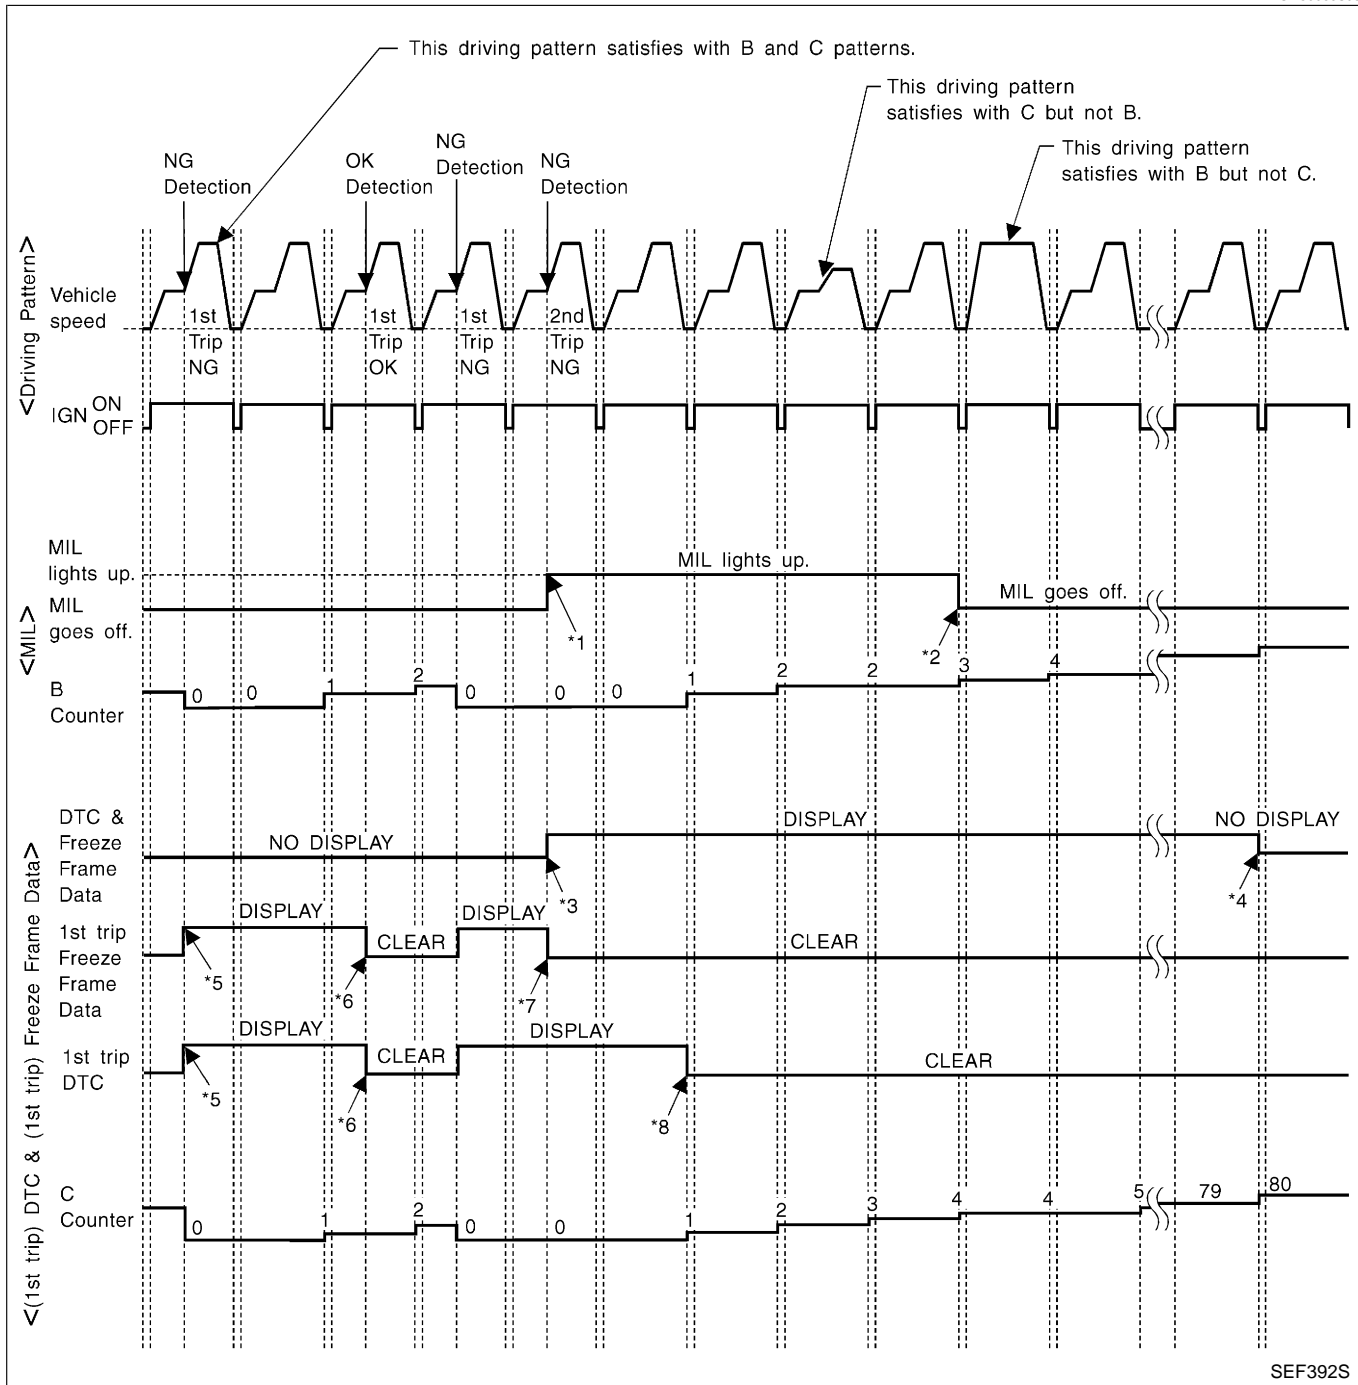 This driving pattern satisfies with B and C patterns.
This driving pattern
satisfies with C but not B.
This driving pattern
satisfies with B but not C.
NG
Detection
OK
Detection
NG
Detection
NG
Detection
<Driving Pattern>
Vehicle
speed
1st
Trip
NG
1st
Trip
OK
1st
Trip
NG
2nd
Trip
NG
IGN ON
OFF
<MIL>
MIL
lights up.
MIL lights up.
MIL
goes off.
MIL goes off.
*1
*2
B
Counter
0 0 1 2 0 0 0 1 2 2 3 4
<(1st trip) DTC & (1st trip) Freeze Frame Data>
DTC &
Freeze
Frame
Data
NO DISPLAY
DISPLAY
NO DISPLAY
*3
*4
1st trip
Freeze
Frame
Data
DISPLAY
CLEAR
DISPLAY
CLEAR
*5
*6
*7
1st trip
DTC
DISPLAY
CLEAR
DISPLAY
CLEAR
*5
*6
*8
C
Counter
0 1 2 0 0 1 2 3 4 4 5 79 80
SEF392S